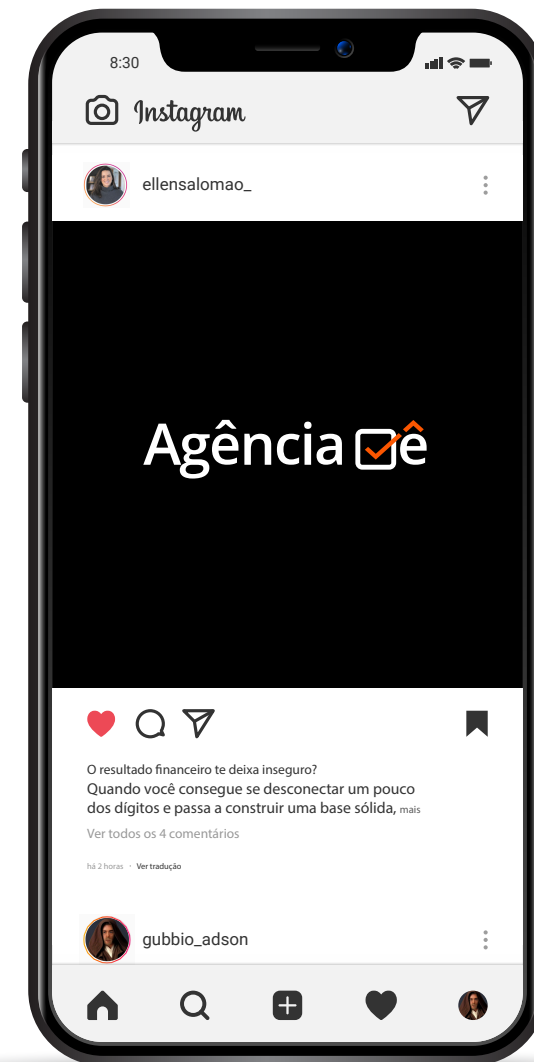 8:30
Instagram
ellensalomao_
Agência ê
O resultado financeiro te deixa inseguro?
Quando você consegue se desconectar um pouco
dos dígitos e passa a construir uma base sólida, mais
Ver todos os 4 comentários
há 2 horas · Ver tradução
gubbio_adson